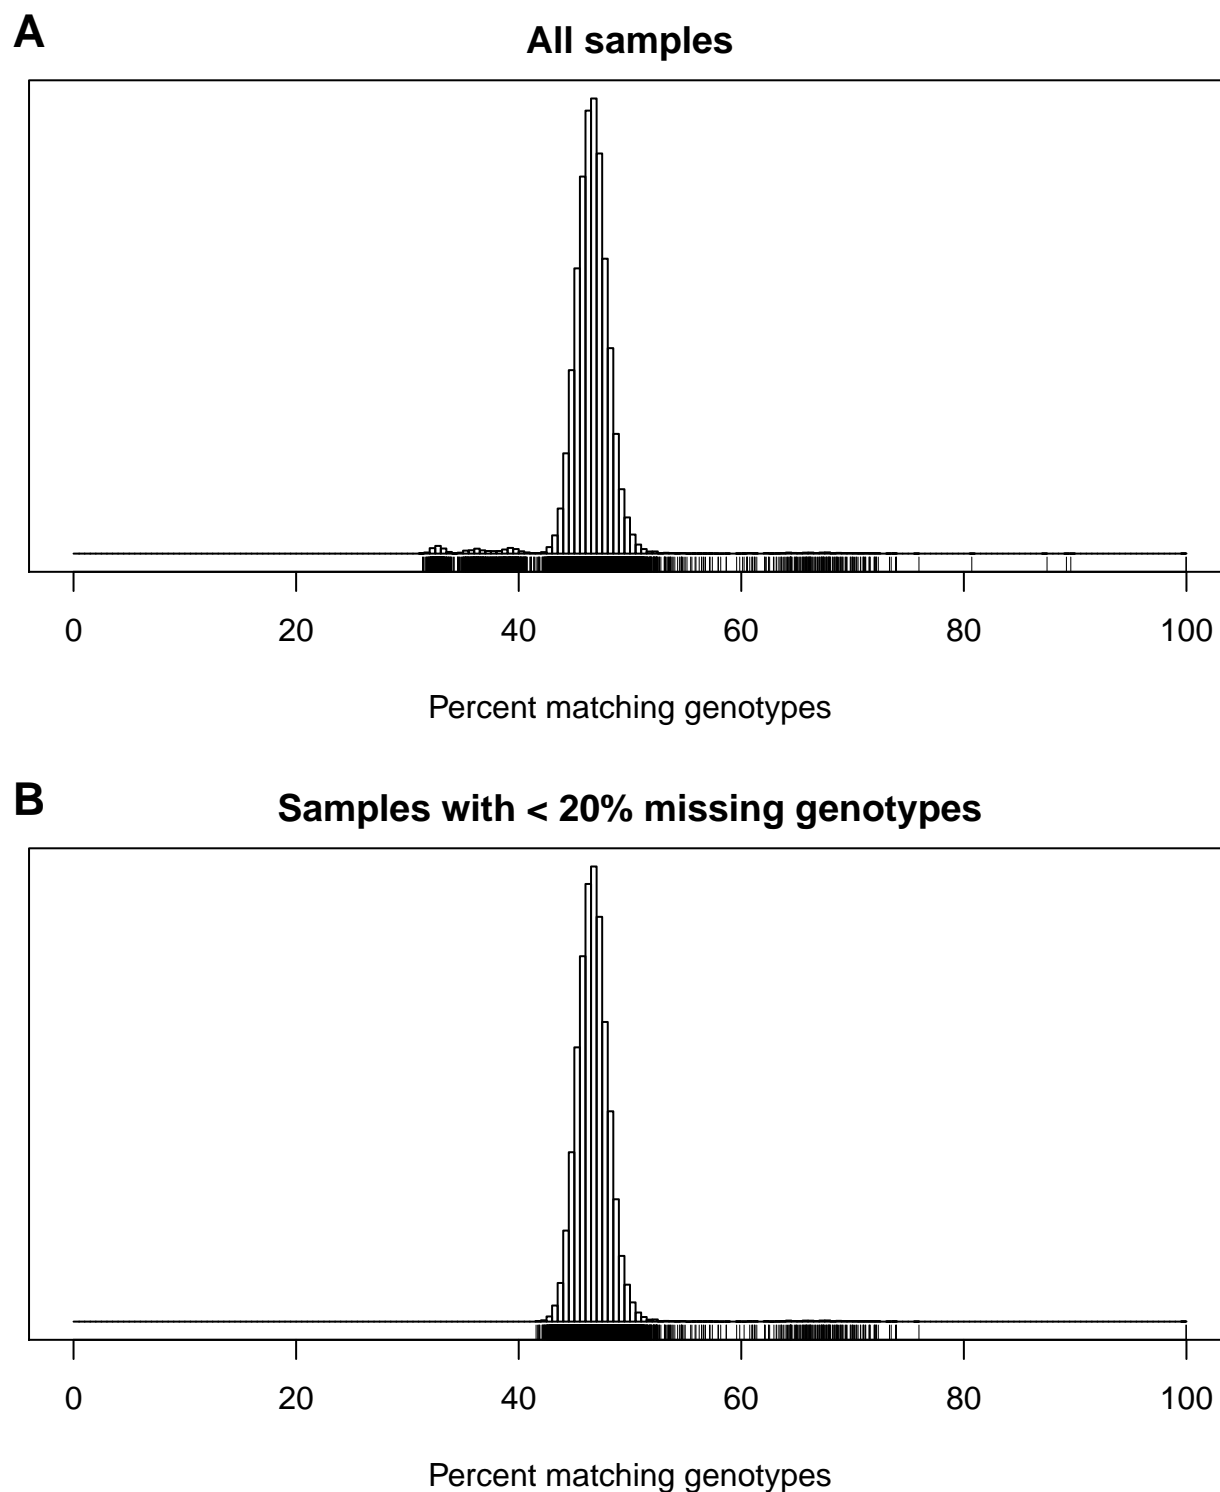 A
All samples
0 20 40 60 80 100
Percent matching genotypes
B
Samples with < 20% missing genotypes
0 20 40 60 80 100
Percent matching genotypes